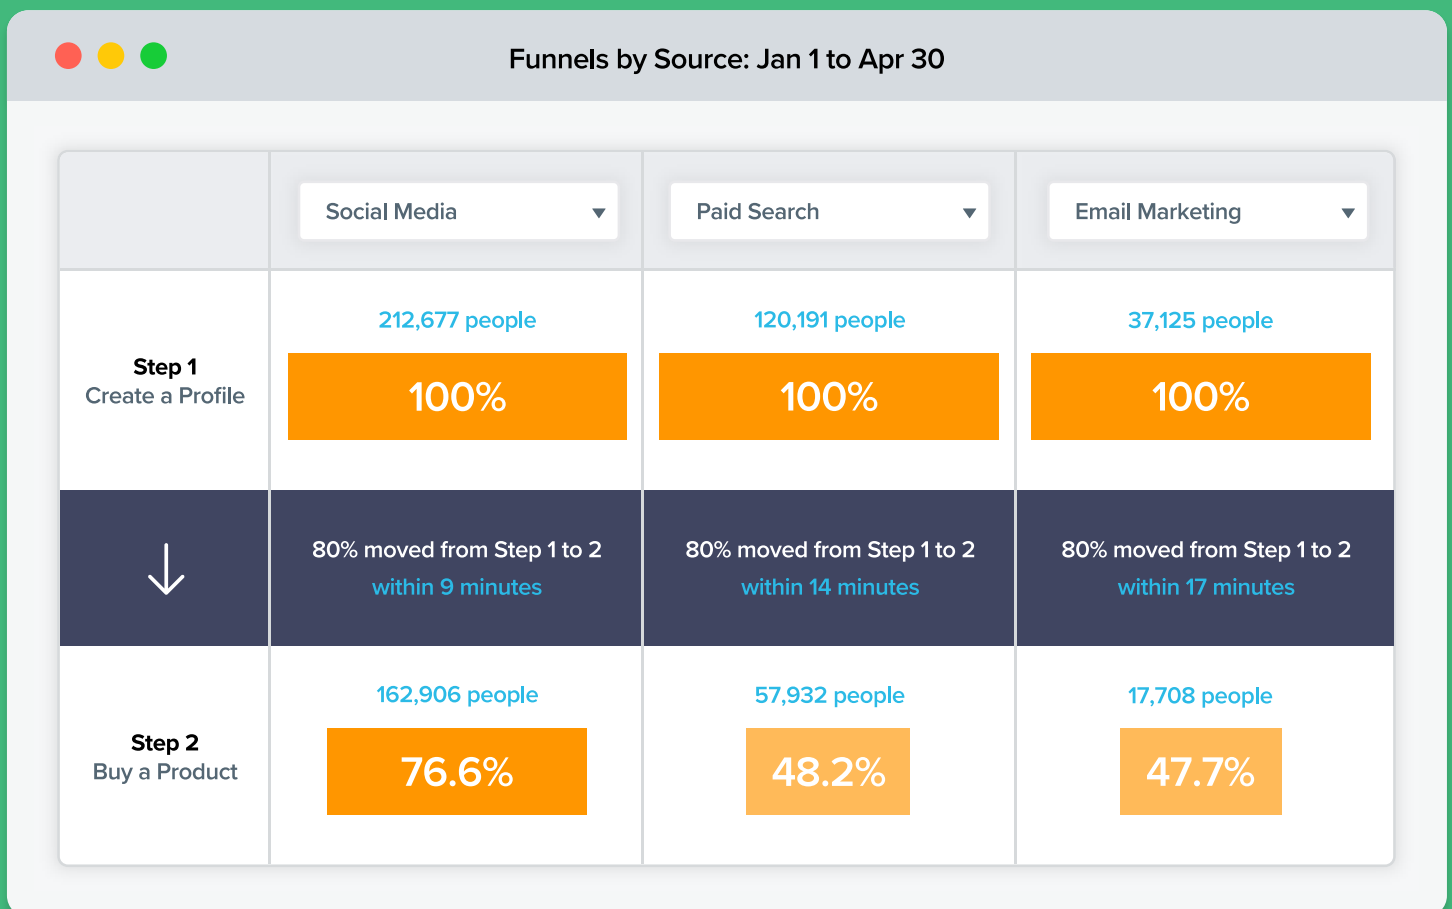 Funnels by Source: Jan 1 to Apr 30
Social Media
Paid Search
Email Marketing
Step 1
Create a Profile
212,677 people
100%
120,191 people
100%
37,125 people
100%
80% moved from Step 1 to 2
within 9 minutes
80% moved from Step 1 to 2
within 14 minutes
80% moved from Step 1 to 2
within 17 minutes
Step 2
Buy a Product
162,906 people
76.6%
57,932 people
48.2%
17,708 people
47.7%